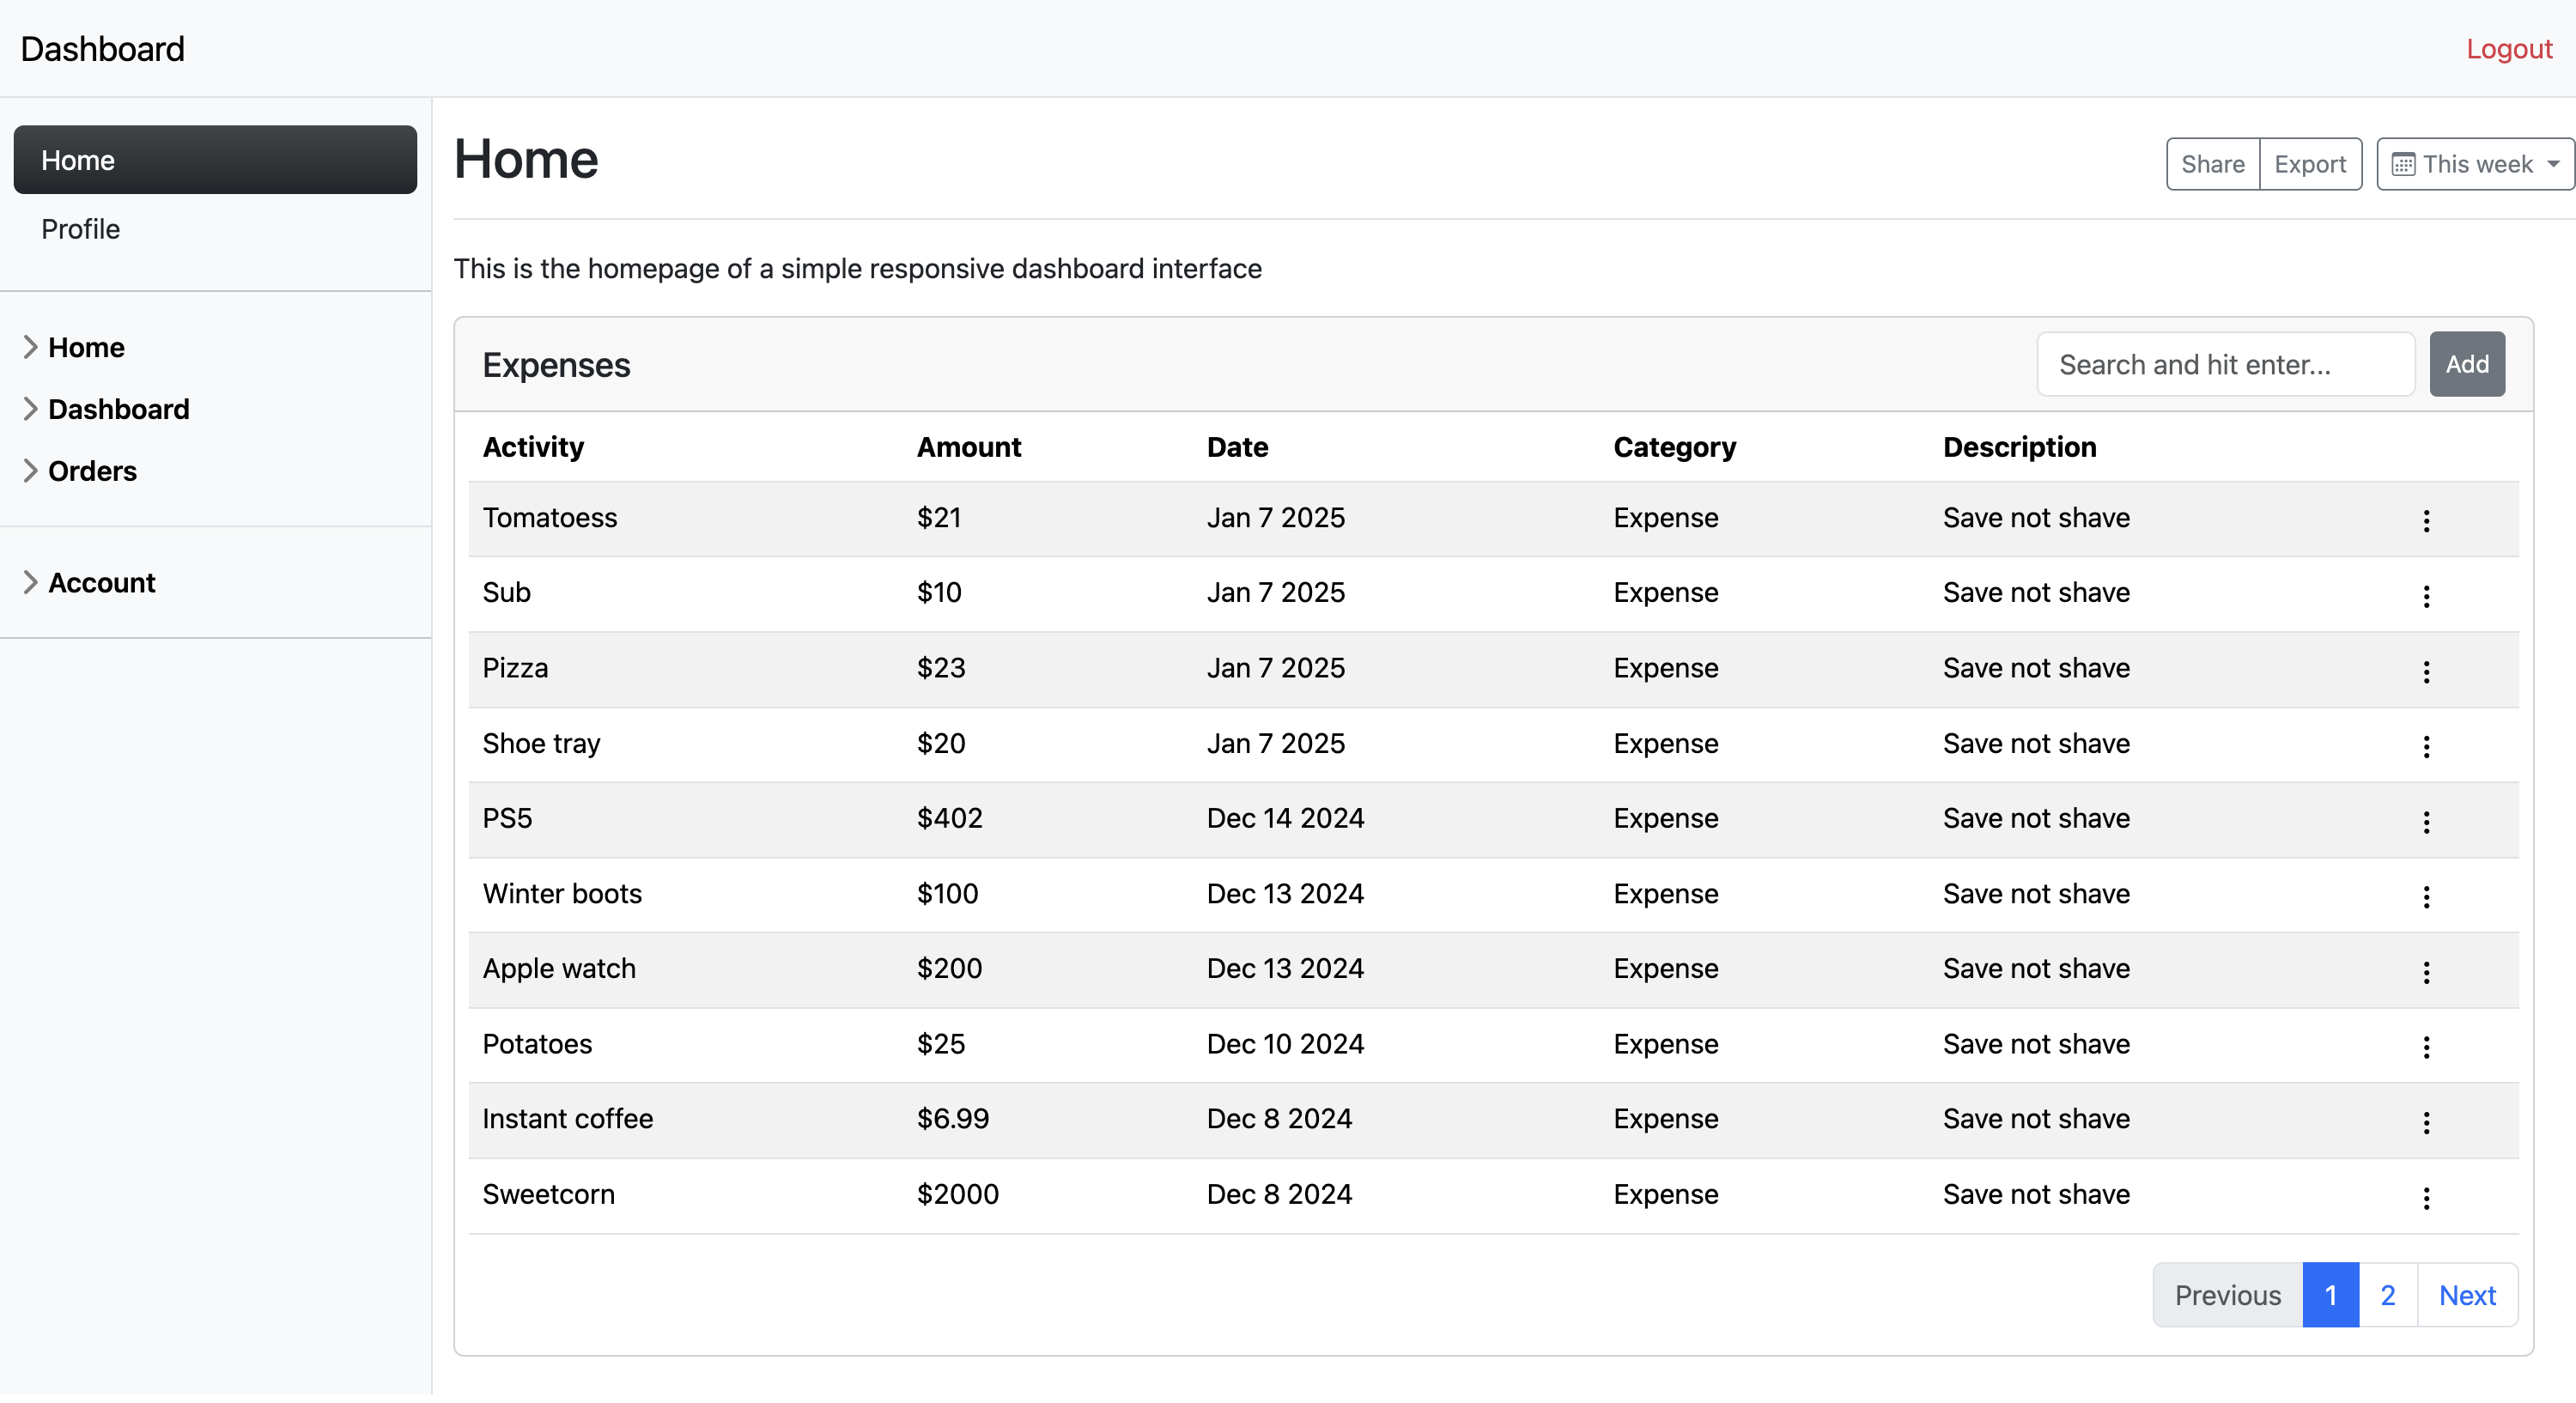 Dashboard
Logout
Home
Profile
Home
Dashboard
Orders
Account
Home
Share Export This week
This is the homepage of a simple responsive dashboard interface
Expenses
Search and hit enter...
Add
Activity Amount Date Category Description
Tomatoess $21 Jan 7 2025 Expense Save not shave
Sub $10 Jan 7 2025 Expense Save not shave
Pizza $23 Jan 7 2025 Expense Save not shave
Shoe tray $20 Jan 7 2025 Expense Save not shave
PS5 $402 Dec 14 2024 Expense Save not shave
Winter boots $100 Dec 13 2024 Expense Save not shave
Apple watch $200 Dec 13 2024 Expense Save not shave
Potatoes $25 Dec 10 2024 Expense Save not shave
Instant coffee $6.99 Dec 8 2024 Expense Save not shave
Sweetcorn $2000 Dec 8 2024 Expense Save not shave
Previous 1 2 Next